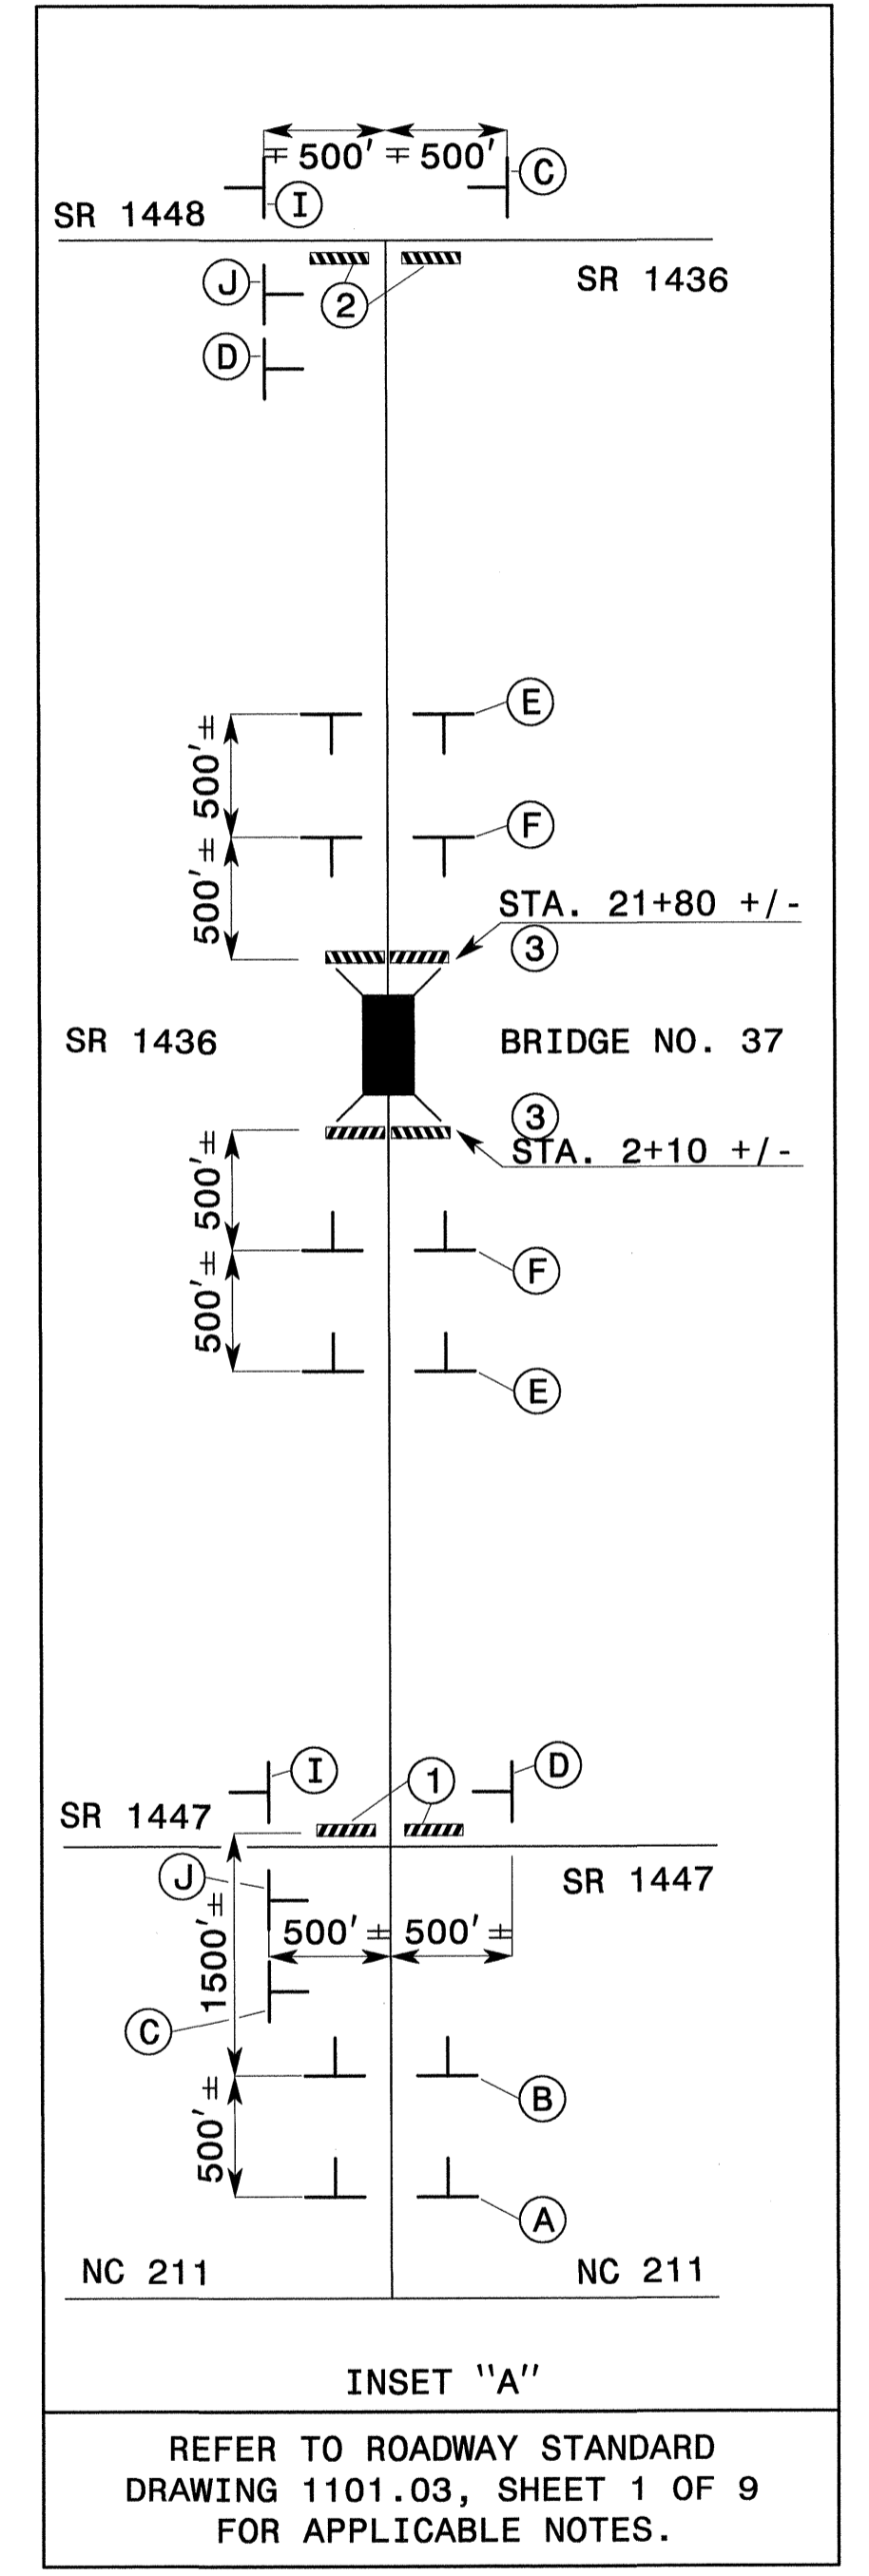 ∓ 500' ∓ 500'
C
I
SR 1448
J
SR 1436
2
D
E
500'±
F
500'±
STA. 21+80 +/-
3
SR 1436
BRIDGE NO. 37
3
STA. 2+10 +/-
500'±
F
500'±
E
I
D
1
SR 1447
J
SR 1447
500'± 500'±
1500'±
C
B
500'±
A
NC 211
NC 211
INSET "A"
REFER TO ROADWAY STANDARD
DRAWING 1101.03, SHEET 1 OF 9
FOR APPLICABLE NOTES.